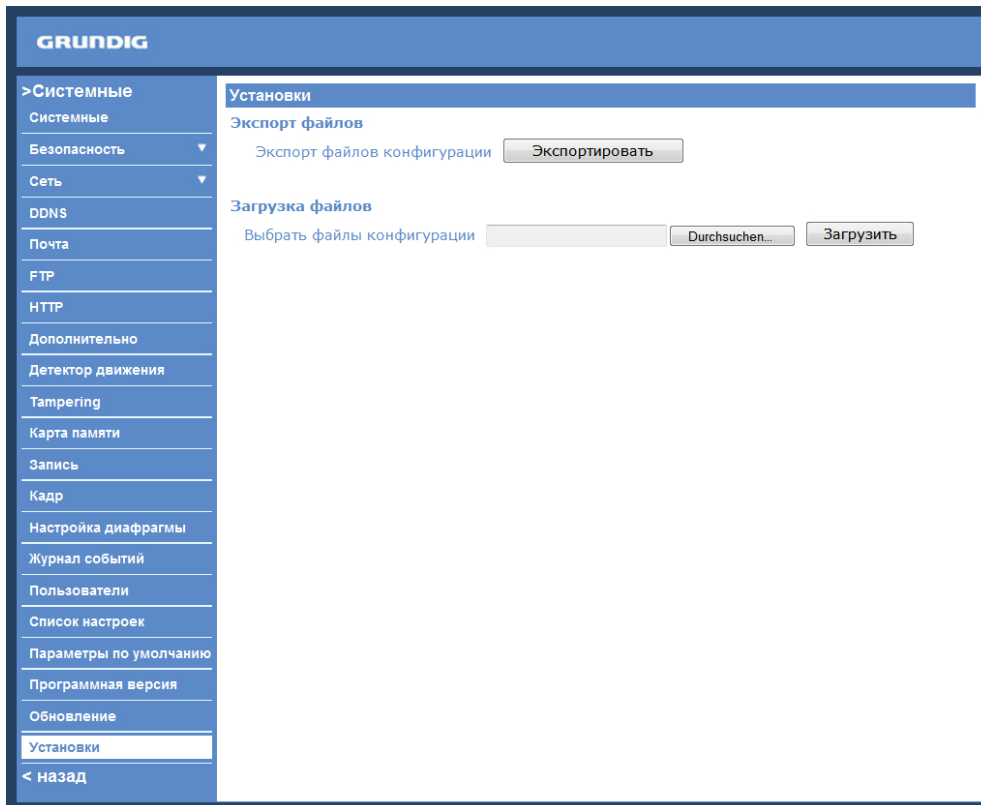 GRUNDIG
>Системные
Системные
Безопасность
Сеть
DDNS
Почта
FTP
HTTP
Дополнительно
Детектор движения
Tampering
Карта памяти
Запись
Кадр
Настройка диафрагмы
Журнал событий
Пользователи
Список настроек
Параметры по умолчанию
Программная версия
Обновление
Установки
< назад
Установки
Экспорт файлов
Экспорт файлов конфигурации Экспортировать
Загрузка файлов
Выбрать файлы конфигурации Durchsuchen... Загрузить